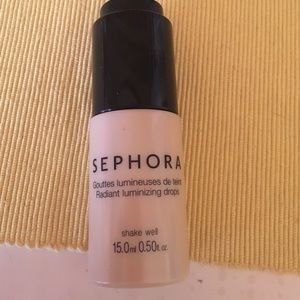 SEPHORA
Gouttes lumineuses de teint
Radiant luminizing drops
shake well
15.0ml 0.50fl.oz.